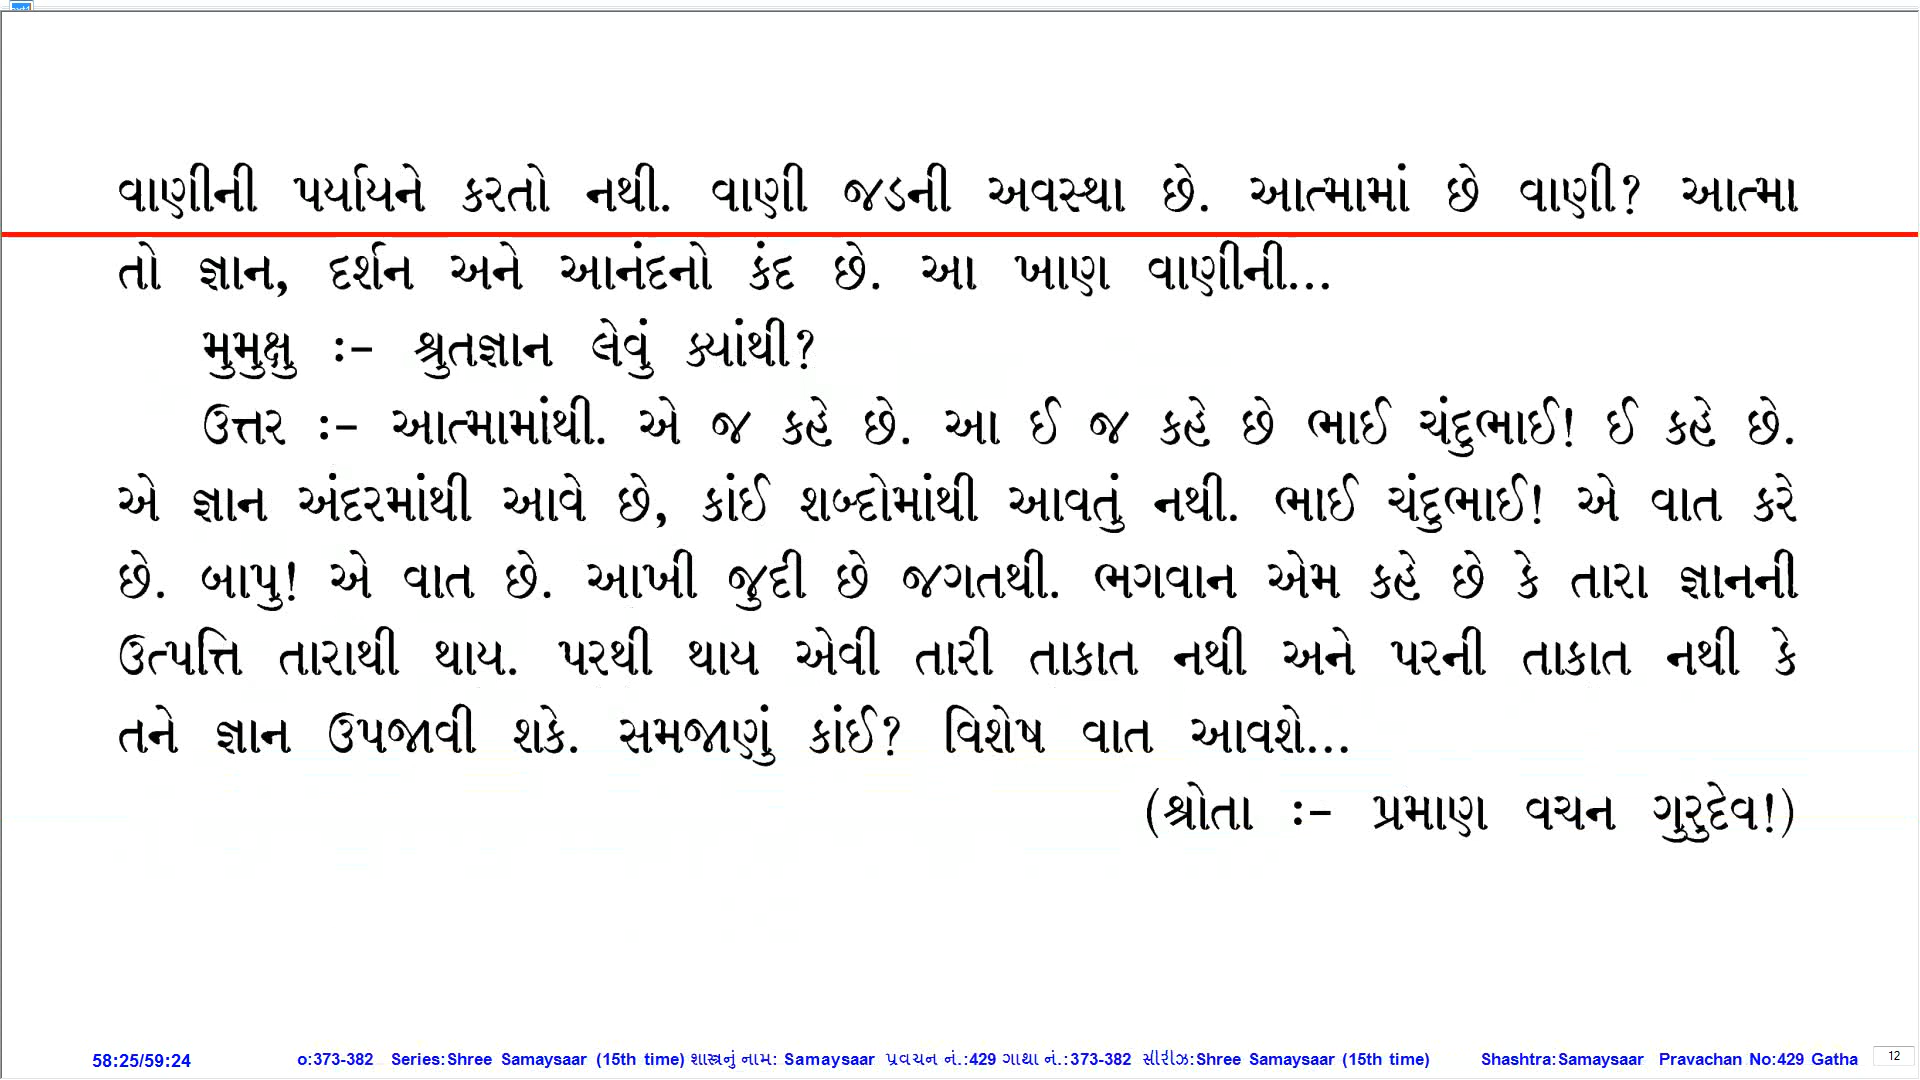 વાણીની પર્યાયને કરતો નથી. વાણી જડની અવસ્થા છે. આત્મામાં છે વાણી? આત્મા
તો જ્ઞાન, દર્શન અને આનંદનો કંદ છે. આ ખાણ વાણીની...
મુમુક્ષુ :– શ્રુતજ્ઞાન લેવું ક્યાંથી?
ઉત્તર :– આત્મામાંથી. એ જ કહે છે. આ ઈ જ કહે છે ભાઈ ચંદુભાઈ! ઈ કહે છે.
એ જ્ઞાન અંદરમાંથી આવે છે, કાંઈ શબ્દોમાંથી આવતું નથી. ભાઈ ચંદુભાઈ! એ વાત કરે
છે. બાપુ! એ વાત છે. આખી જુદી છે જગતથી. ભગવાન એમ કહે છે કે તારા જ્ઞાનની
ઉત્પત્તિ તારાથી થાય. પરથી થાય એવી તારી તાકાત નથી અને પરની તાકાત નથી કે
તને જ્ઞાન ઉપજાવી શકે. સમજાણું કાંઈ? વિશેષ વાત આવશે...
(શ્રોતા :– પ્રમાણ વચન ગુરુદેવ!)
58:25/59:24 o:373-382 Series:Shree Samaysaar (15th time) શાસ્ત્રનું નામ: Samaysaar પ્રવચન નં.:429 ગાથા નં.:373-382 સીરીઝ:Shree Samaysaar (15th time) Shashtra:Samaysaar Pravachan No:429 Gatha 12